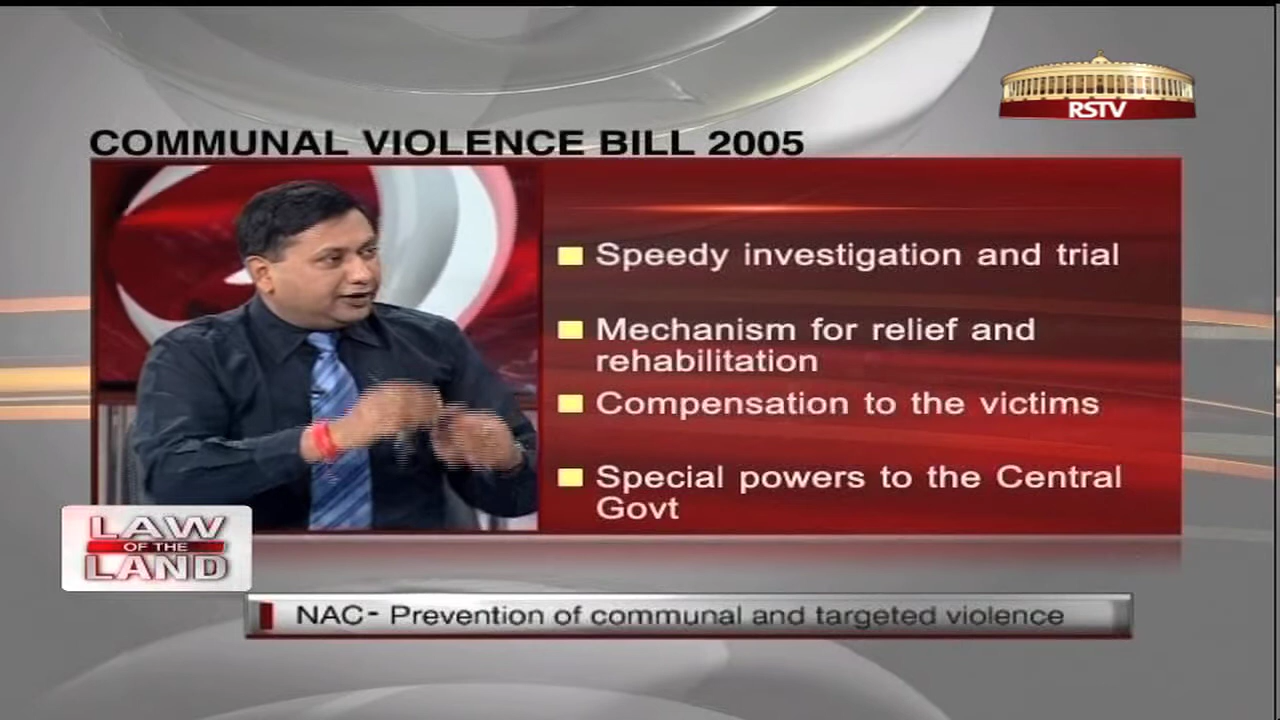 RSTV
COMMUNAL VIOLENCE BILL 2005
Speedy investigation and trial
Mechanism for relief and
rehabilitation
Compensation to the victims
Special powers to the Central
Govt
LAW
OF THE
LAND
NAC- Prevention of communal and targeted violence